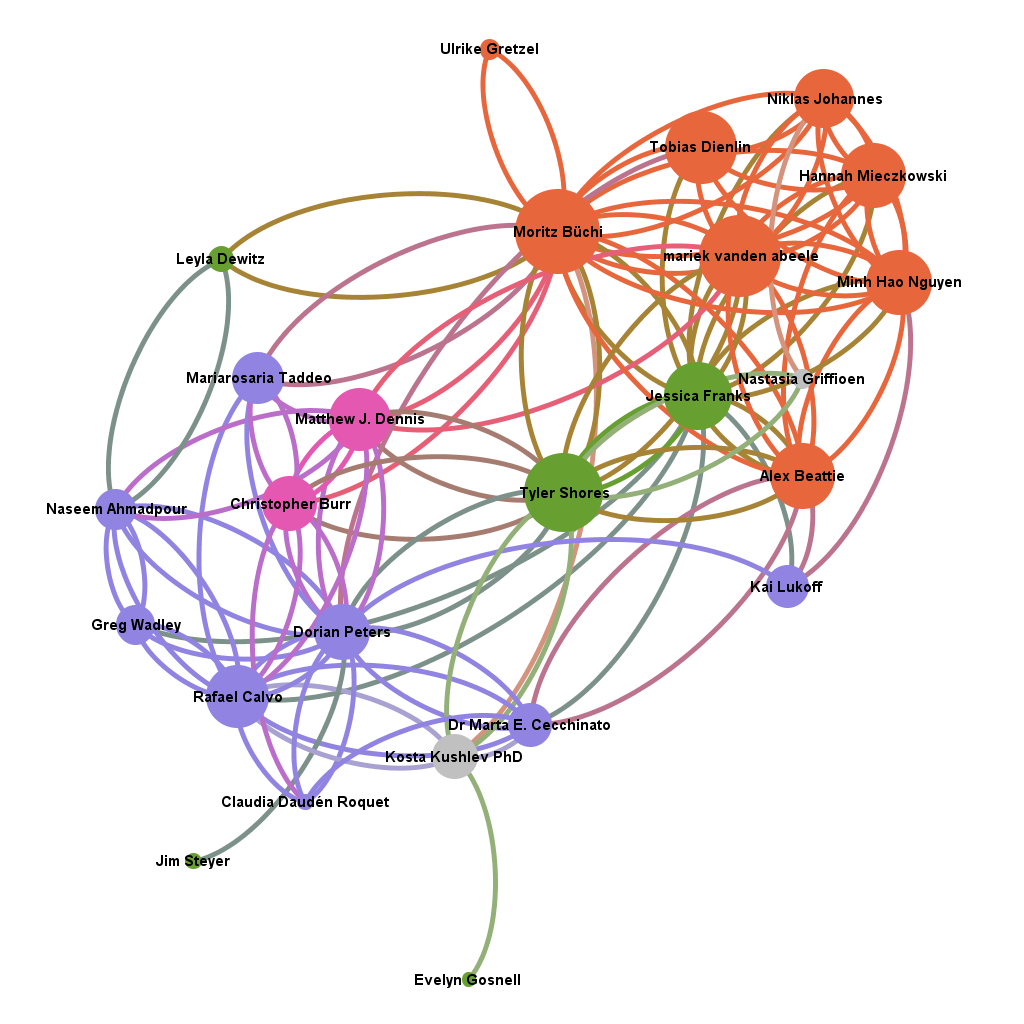 Ulrike Gretzel
Niklas Johannes
Tobias Dienlin
Hannah Mieczkowski
Moritz Büchi
mariek vanden abeele
Leyla Dewitz
Minh Hao Nguyen
Mariarosaria Taddeo
Nastasia Griffioen
Jessica Franks
Matthew J. Dennis
Alex Beattie
Tyler Shores
Christopher Burr
Naseem Ahmadpour
Kai Lukoff
Greg Wadley
Dorian Peters
Rafael Calvo
Dr Marta E. Cecchinato
Kosta Kushlev PhD
Claudia Daudén Roquet
Jim Steyer
Evelyn Gosnell